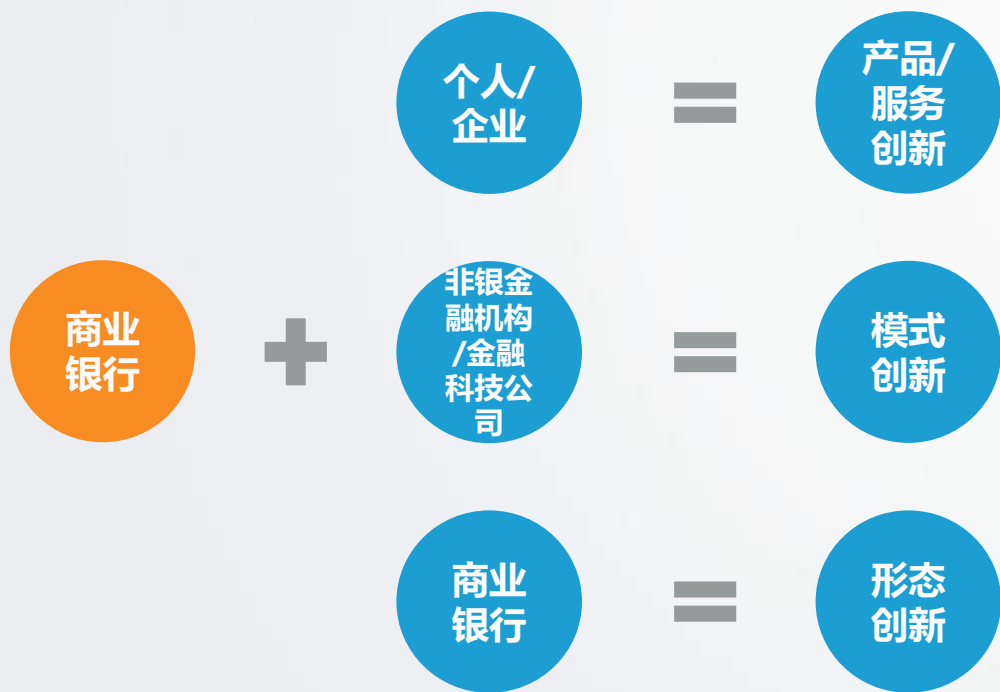 个人/
企业
产品/
服务
创新
商业
银行
非银金
融机构
/金融
科技公
司
模式
创新
商业
银行
形态
创新